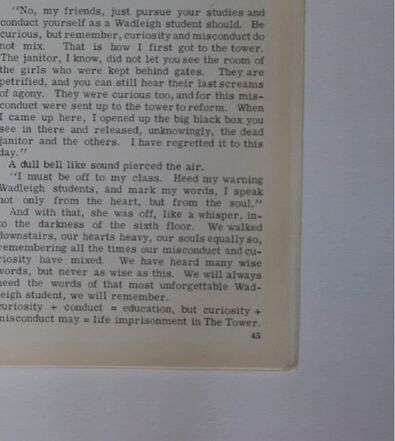 "No, my friends, just pursue your studies and
conduct yourself as a Wadleigh student should. Be
curious, but remember, curiosity and misconduct do
not mix. That is how I first got to the tower.
The janitor, I know, did not let you see the room of
the girls who were kept behind gates. They are
petrified, and you can still hear their last screams
of agony. They were curious too, and for this mis-
conduct were sent up to the tower to reform. When
I came up here, I opened up the big black box you
see in there and released, unknowingly, the dead
janitor and the others. I have regretted it to this
day."
A dull bell like sound pierced the air.
"I must be off to my class. Heed my warning
Wadleigh students, and mark my words, I speak
not only from the heart, but from the soul."
And with that, she was off, like a whisper, in-
to the darkness of the sixth floor. We walked
downstairs, our hearts heavy, our souls equally so,
remembering all the times our misconduct and cu-
riosity have mixed. We have heard many wise
words, but never as wise as this. We will always
heed the words of that most unforgettable Wad-
leigh student, we will remember.
curiosity + conduct = education, but curiosity +
misconduct may = life imprisonment in The Tower.
45